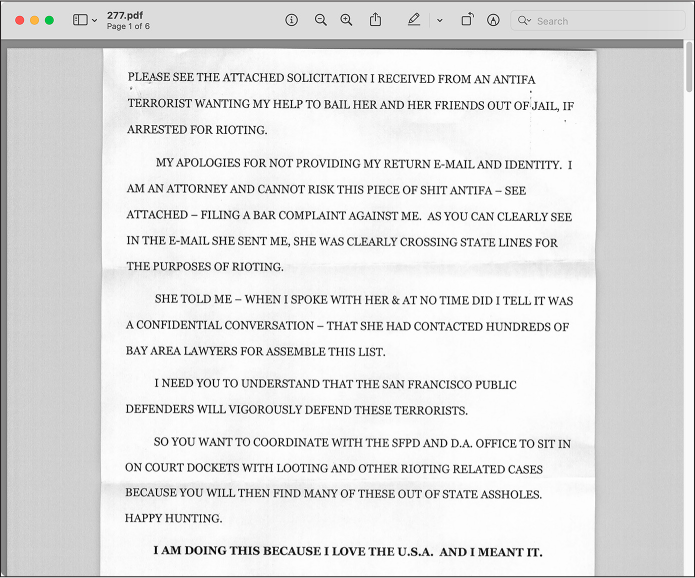 277.pdf
Page 1 of 6
Search
PLEASE SEE THE ATTACHED SOLICITATION I RECEIVED FROM AN ANTIFA
TERRORIST WANTING MY HELP TO BAIL HER AND HER FRIENDS OUT OF JAIL, IF
ARRESTED FOR RIOTING.
MY APOLOGIES FOR NOT PROVIDING MY RETURN E-MAIL AND IDENTITY. I
AM AN ATTORNEY AND CANNOT RISK THIS PIECE OF SHIT ANTIFA – SEE
ATTACHED – FILING A BAR COMPLAINT AGAINST ME. AS YOU CAN CLEARLY SEE
IN THE E-MAIL SHE SENT ME, SHE WAS CLEARLY CROSSING STATE LINES FOR
THE PURPOSES OF RIOTING.
SHE TOLD ME – WHEN I SPOKE WITH HER & AT NO TIME DID I TELL IT WAS
A CONFIDENTIAL CONVERSATION – THAT SHE HAD CONTACTED HUNDREDS OF
BAY AREA LAWYERS FOR ASSEMBLE THIS LIST.
I NEED YOU TO UNDERSTAND THAT THE SAN FRANCISCO PUBLIC
DEFENDERS WILL VIGOROUSLY DEFEND THESE TERRORISTS.
SO YOU WANT TO COORDINATE WITH THE SFPD AND D.A. OFFICE TO SIT IN
ON COURT DOCKETS WITH LOOTING AND OTHER RIOTING RELATED CASES
BECAUSE YOU WILL THEN FIND MANY OF THESE OUT OF STATE ASSHOLES.
HAPPY HUNTING.
I AM DOING THIS BECAUSE I LOVE THE U.S.A. AND I MEANT IT.